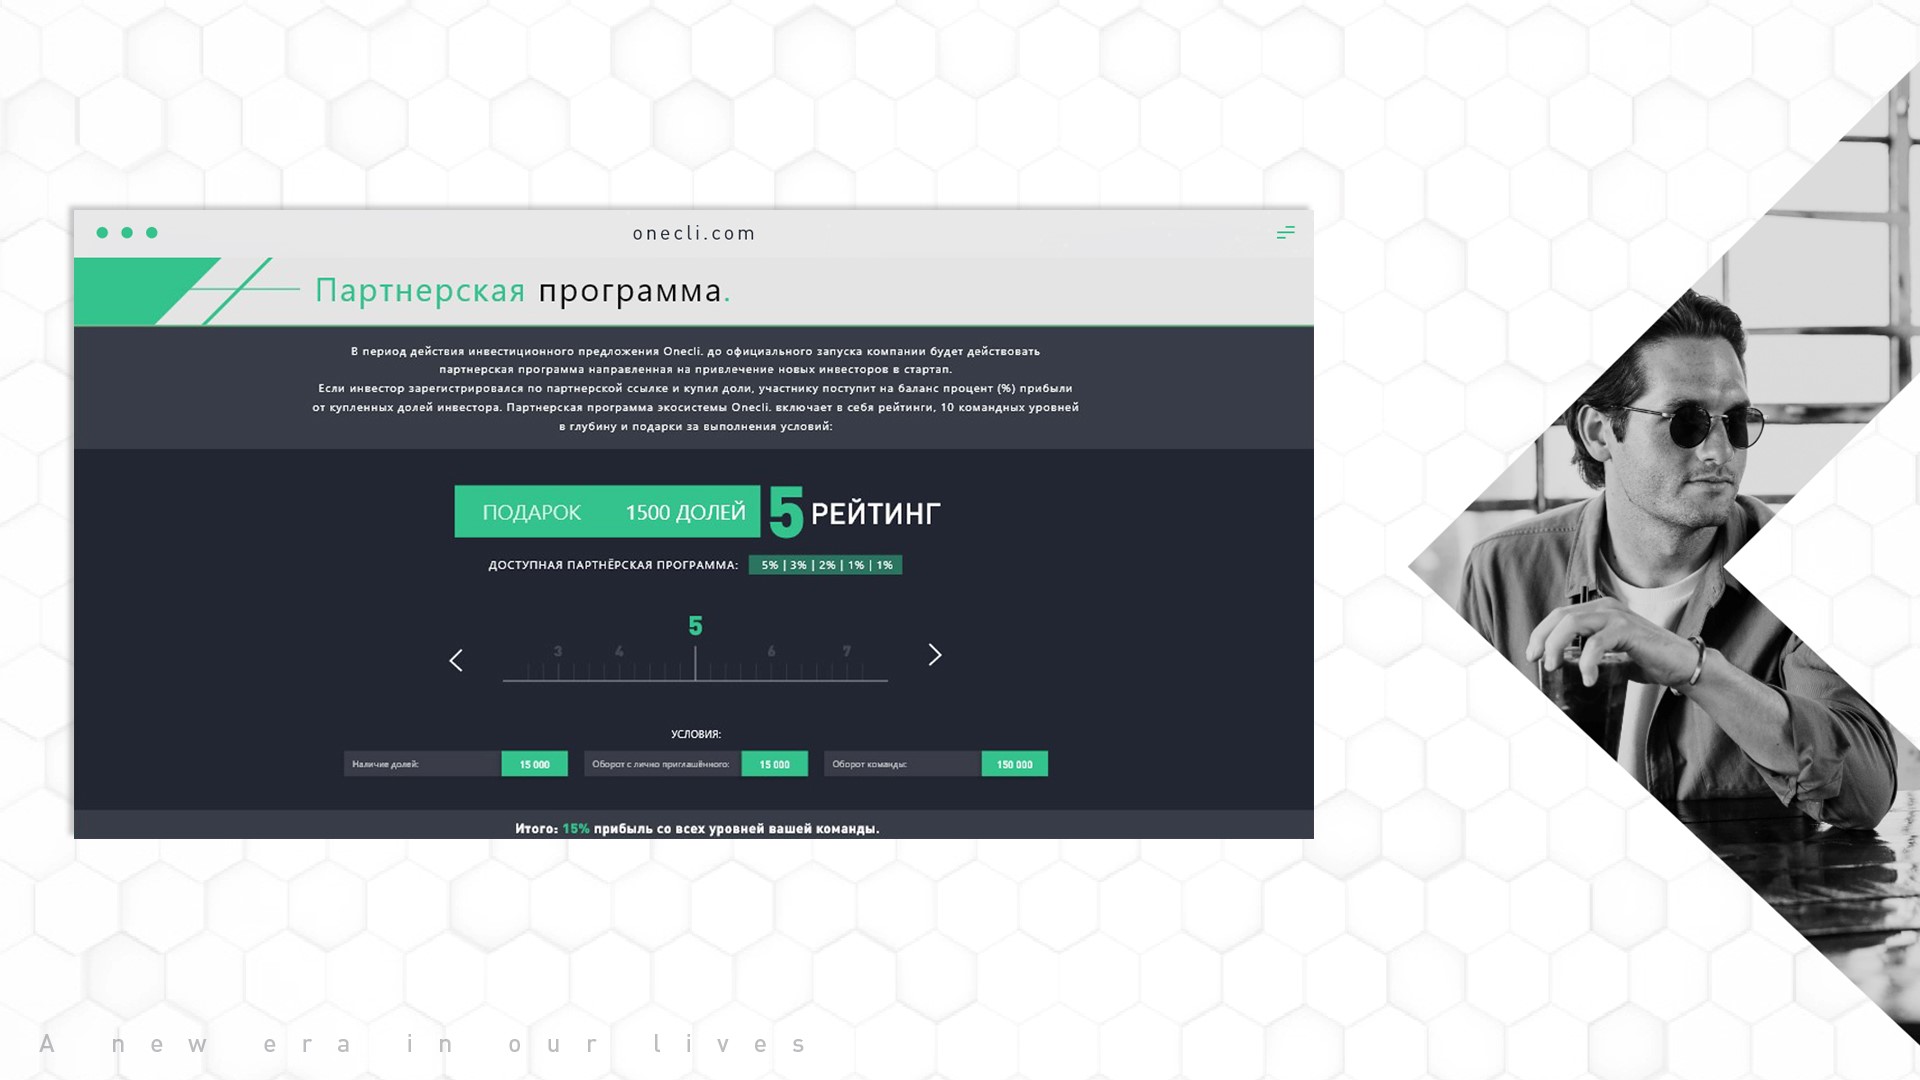 onecli.com
Партнерская программа.
В период действия инвестиционного предложения Onecli. до официального запуска компании будет действовать
партнерская программа направленная на привлечение новых инвесторов в стартап.
Если инвестор зарегистрировался по партнерской ссылке и купил доли, участнику поступит на баланс процент (%) прибыли
от купленных долей инвестора. Партнерская программа экосистемы Onecli. включает в себя рейтинги, 10 командных уровней
в глубину и подарки за выполнения условий:
ПОДАРОК 1500 ДОЛЕЙ 5 РЕЙТИНГ
ДОСТУПНАЯ ПАРТНЁРСКАЯ ПРОГРАММА: 5% | 3% | 2% | 1% | 1%
3 4 5 6 7
УСЛОВИЯ:
Наличие долей: 15 000 Оборот с лично приглашённого: 15 000 Оборот команды: 150 000
Итого: 15% прибыль со всех уровней вашей команды.
A new era in our lives